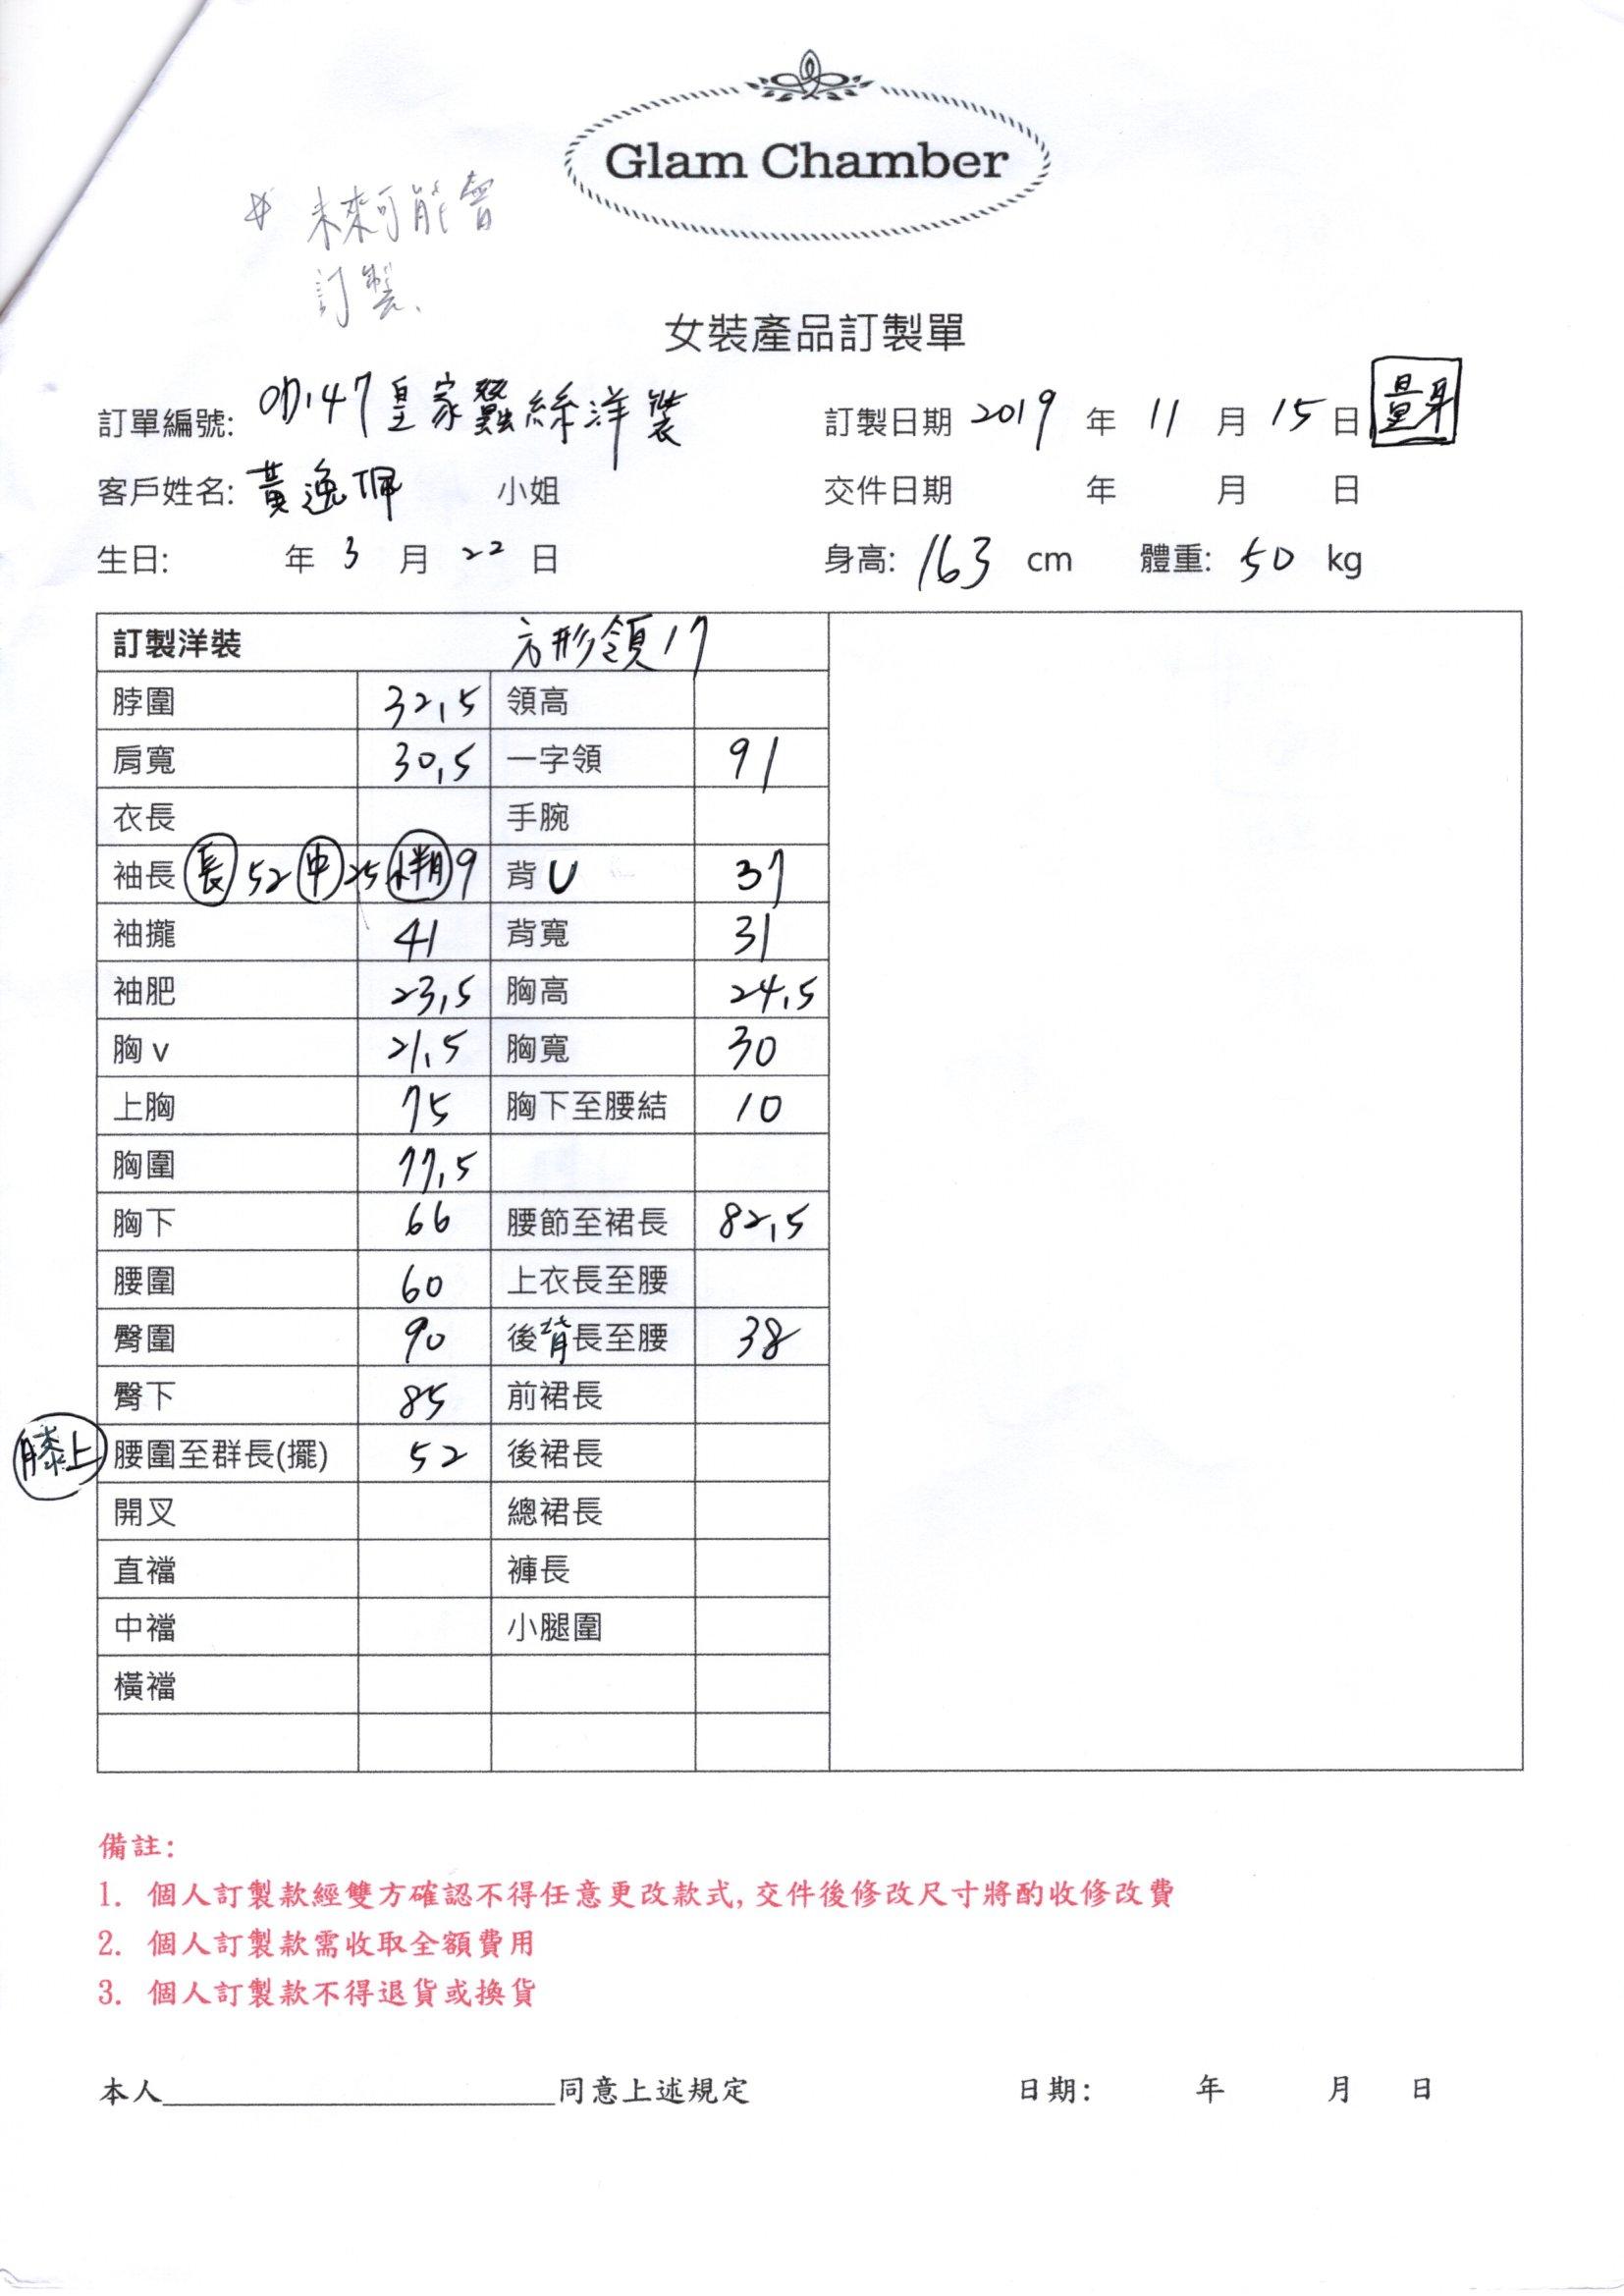 Glam Chamber
# 未來可能會
訂製、
女裝產品訂製單
訂單編號: 147皇家蠶絲洋裝 訂製日期 2019 年 11 月 15 日 量身
客戶姓名: 黃逸珮 小姐 交件日期 年 月 日
生日: 年 3 月 22 日 身高: 163 cm 體重: 50 kg
訂製洋裝 方形領17
脖圍 32.5 領高
肩寬 30.5 一字領 91
衣長 手腕
袖長 長 52 中 25 9 背U 37
袖攏 41 背寬 31
袖肥 23.5 胸高 24.5
胸v 21.5 胸寬 30
上胸 75 胸下至腰結 10
胸圍 77.5
胸下 66 腰節至裙長 82.5
腰圍 60 上衣長至腰
臀圍 90 後背長至腰 38
臀下 85 前裙長
膝上 腰圍至群長(擺) 52 後裙長
開叉 總裙長
直襠 褲長
中襠 小腿圍
橫襠
備註:
1. 個人訂製款經雙方確認不得任意更改款式,交件後修改尺寸將酌收修改費
2. 個人訂製款需收取全額費用
3. 個人訂製款不得退貨或換貨
本人____________________同意上述規定 日期: 年 月 日